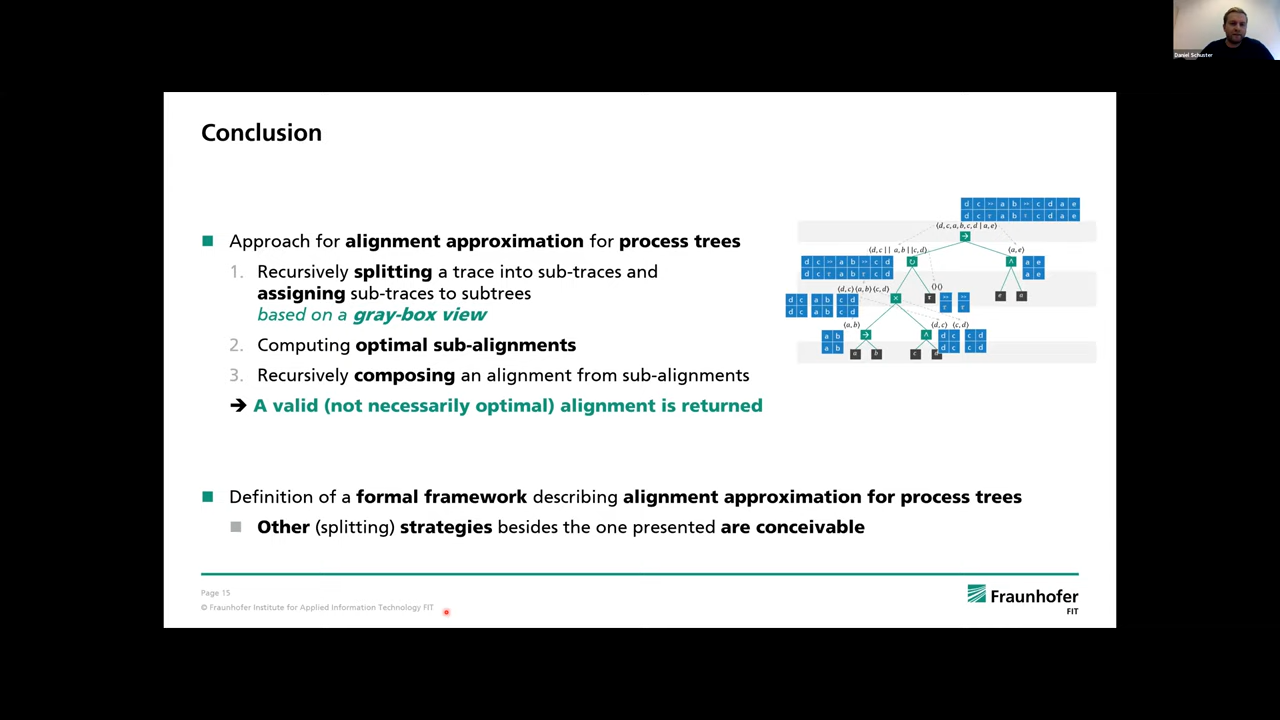 Daniel Schuster
Conclusion
■ Approach for alignment approximation for process trees
1. Recursively splitting a trace into sub-traces and
assigning sub-traces to subtrees
based on a gray-box view
2. Computing optimal sub-alignments
3. Recursively composing an alignment from sub-alignments
➔ A valid (not necessarily optimal) alignment is returned
d c >> a b >> c d a e
d c τ a b τ c d a e
⟨d,c,a,b,c,d | a,e⟩
→
⟨d,c || a,b || c,d⟩
⟨a,e⟩
d c >> a b >> c d
d c τ a b τ c d
↻
∧
a e
a e
⟨d,c⟩⟨a,b⟩⟨c,d⟩
⟨⟩⟨⟩
d c a b c d
d c a b c d
×
τ
>> >>
τ τ
e a
⟨a,b⟩
⟨d,c⟩ ⟨c,d⟩
a b
a b
→
∧
d c c d
d c c d
a b c d
■ Definition of a formal framework describing alignment approximation for process trees
■ Other (splitting) strategies besides the one presented are conceivable
Page 15
© Fraunhofer Institute for Applied Information Technology FIT
Fraunhofer
FIT